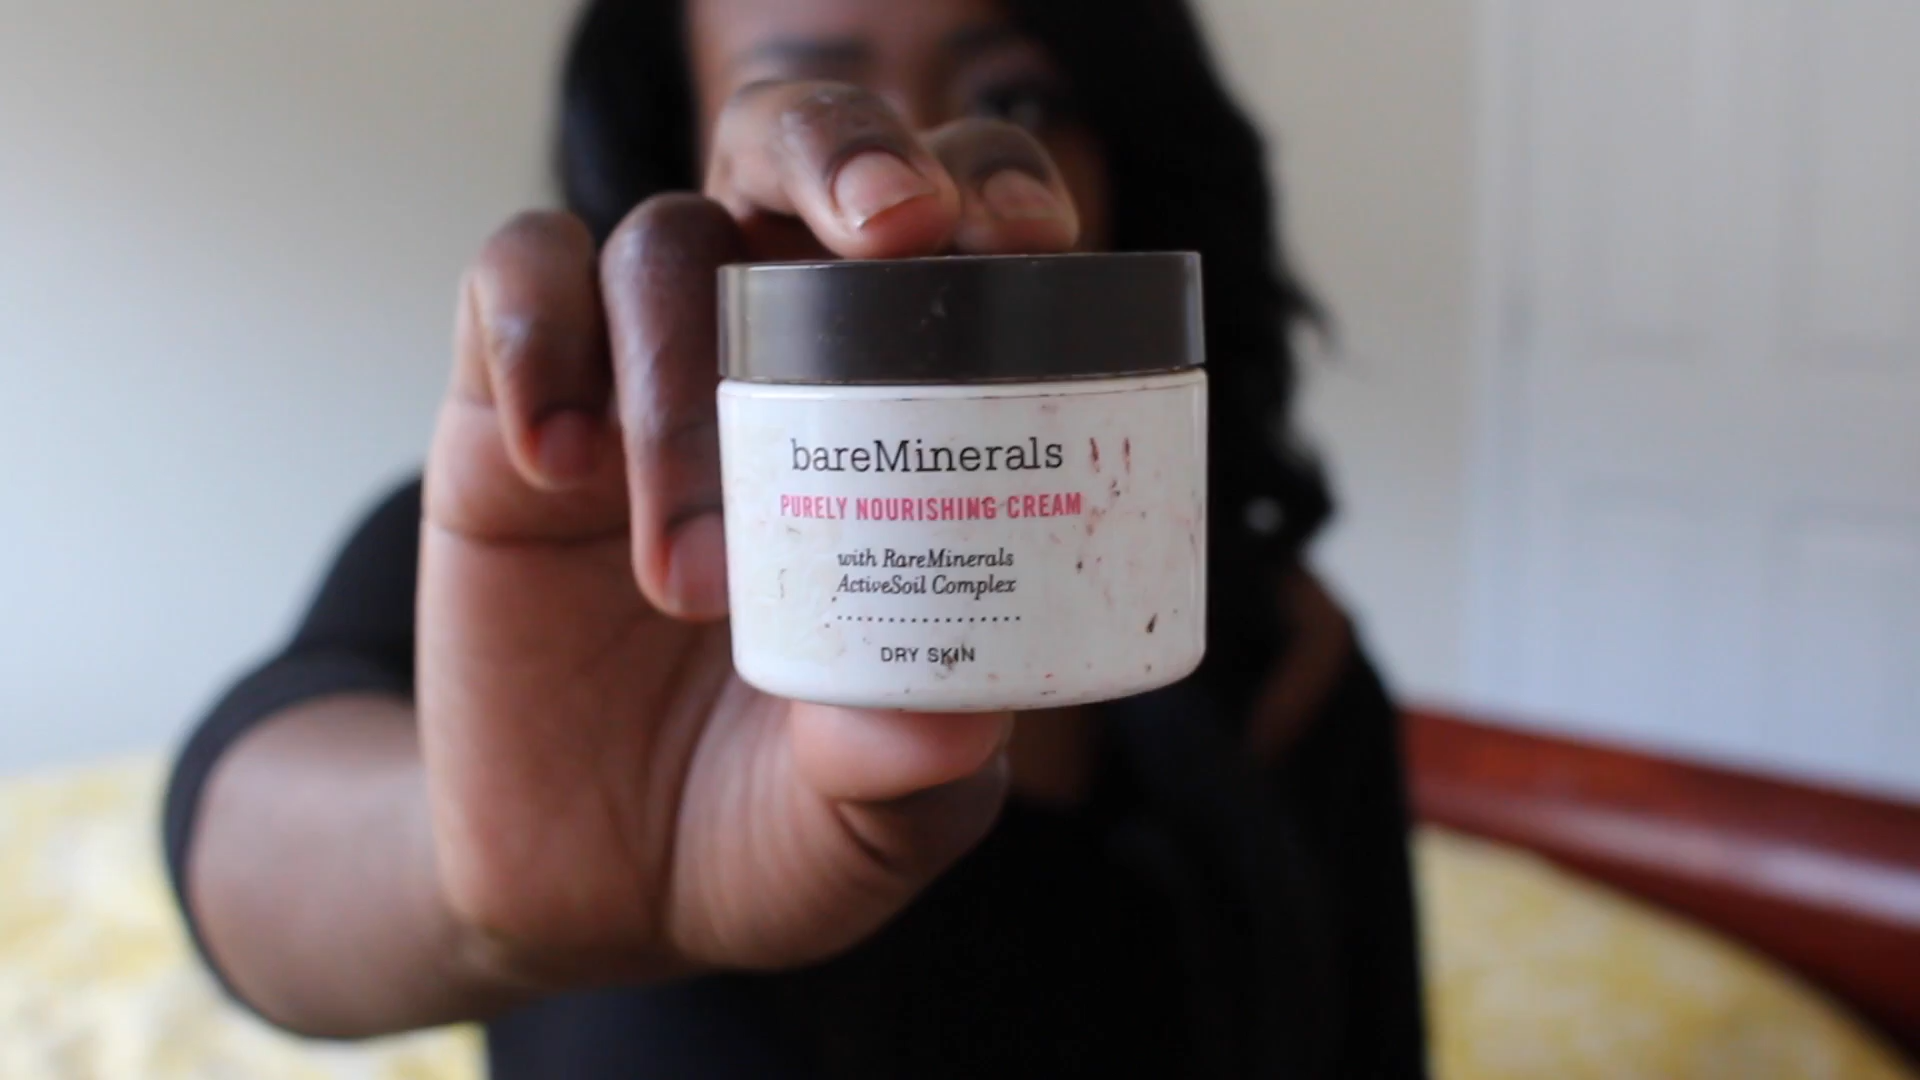 bareMinerals
PURELY NOURISHING CREAM
with RareMinerals
ActiveSoil Complex
DRY SKIN